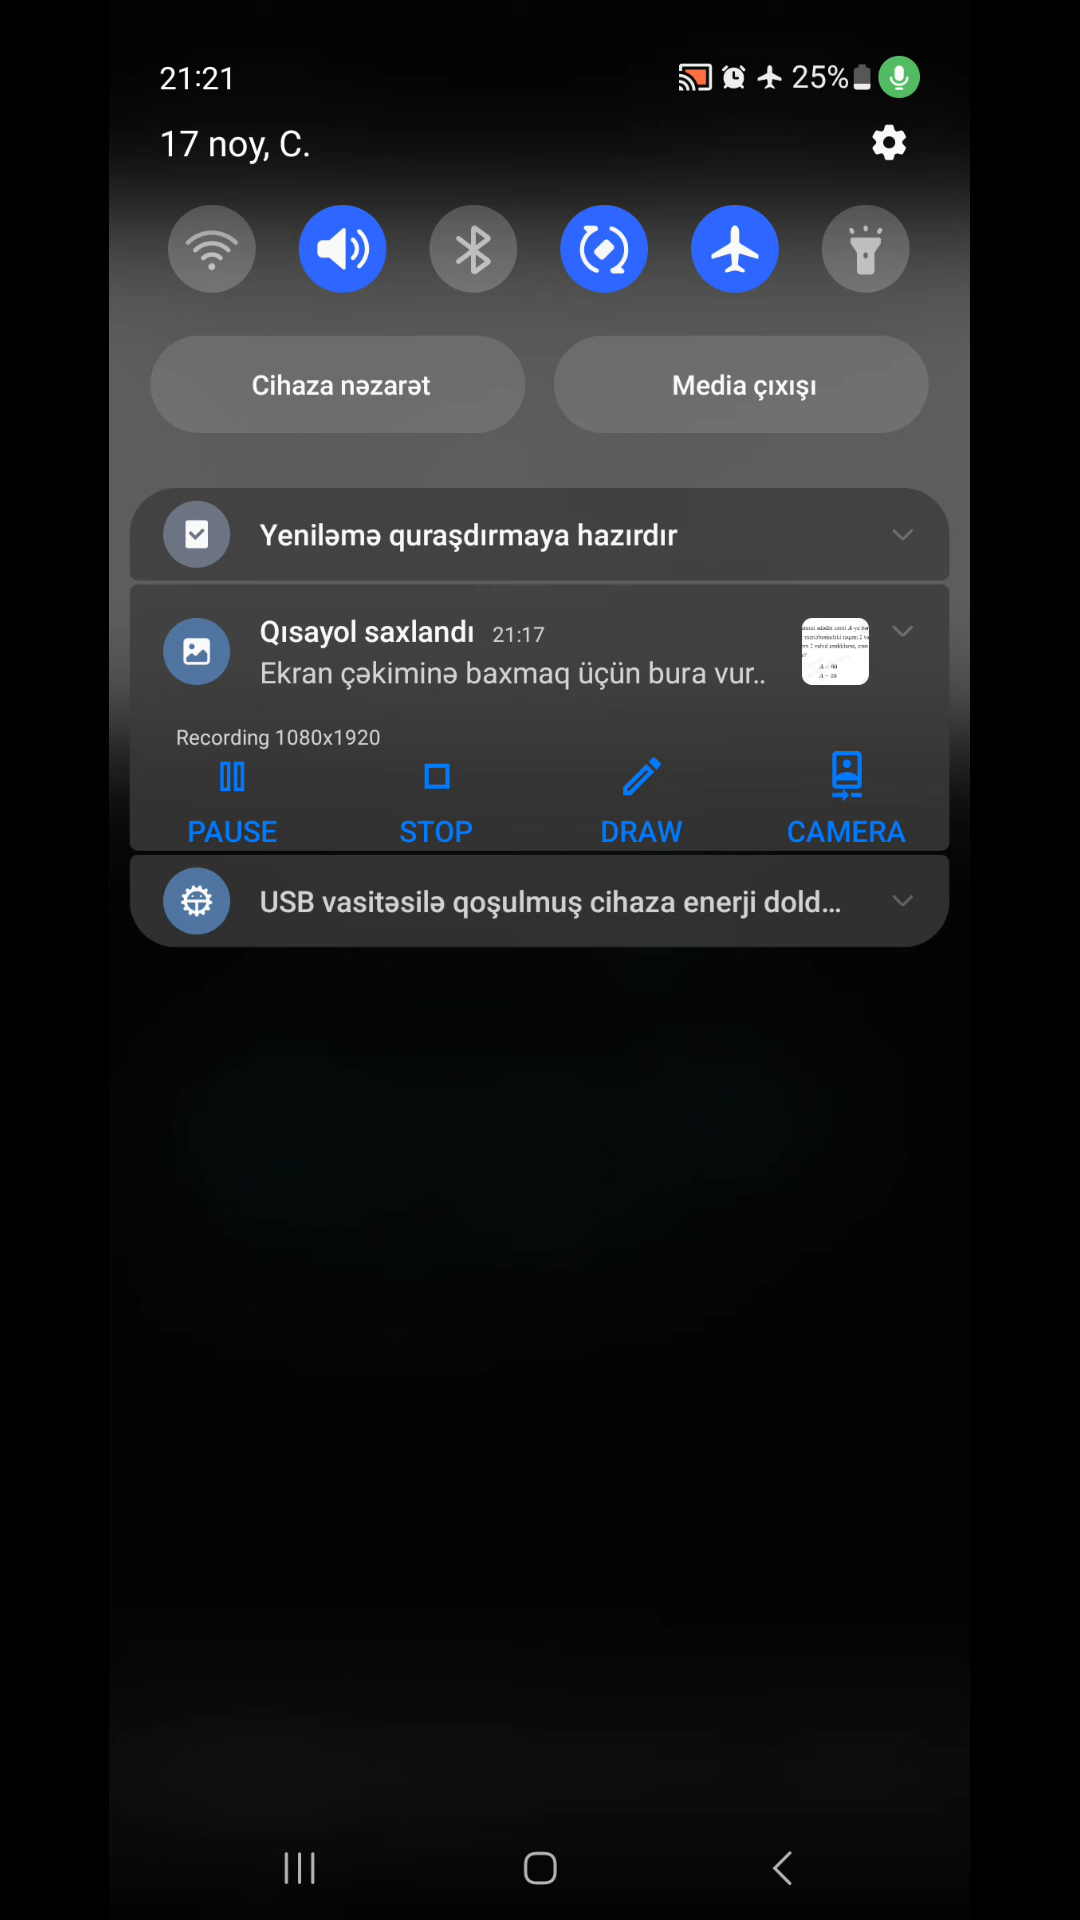 21:21
25%
17 noy, C.
Cihaza nəzarət
Media çıxışı
Yeniləmə quraşdırmaya hazırdır
Qısayol saxlandı 21:17
Ekran çəkiminə baxmaq üçün bura vur..
Recording 1080x1920
PAUSE
STOP
DRAW
CAMERA
USB vasitəsilə qoşulmuş cihaza enerji dold...